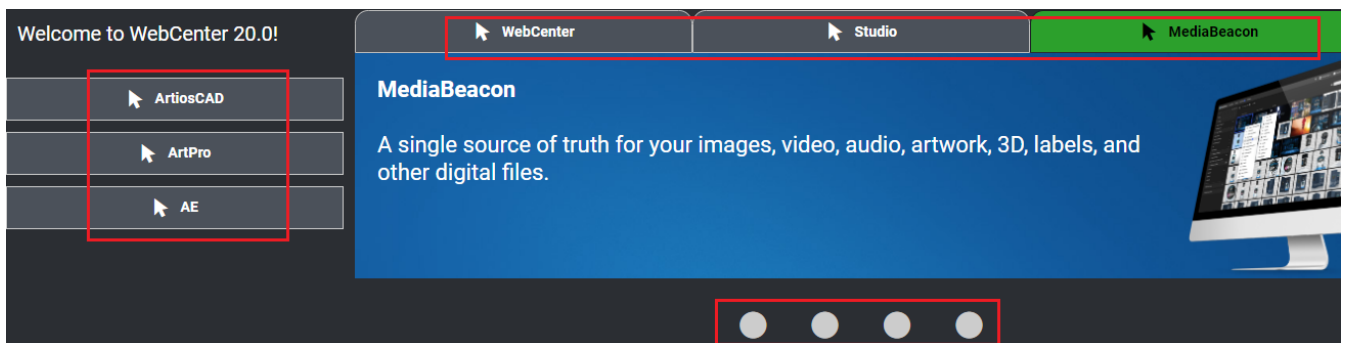 Welcome to WebCenter 20.0!
WebCenter
Studio
MediaBeacon
ArtiosCAD
ArtPro
AE
MediaBeacon
A single source of truth for your images, video, audio, artwork, 3D, labels, and
other digital files.